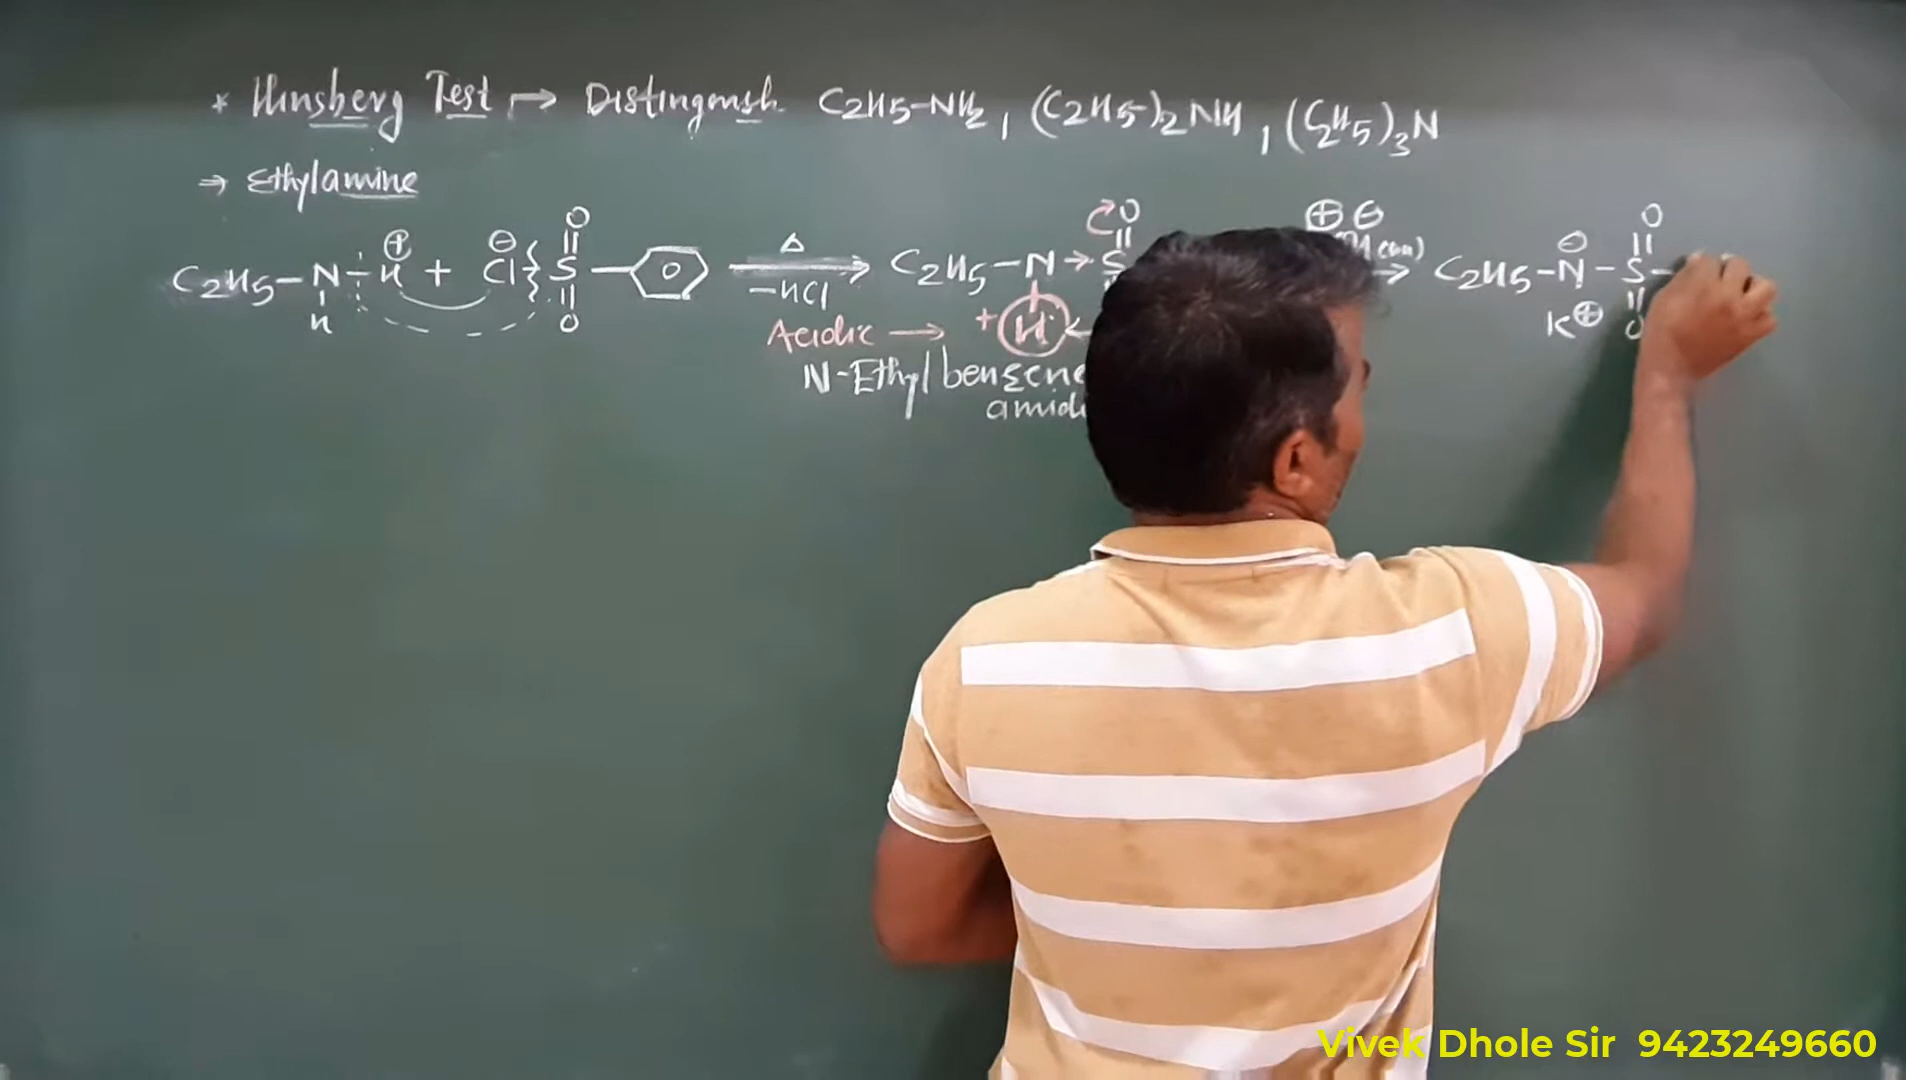 * Hinsberg Test → Distinguish C2H5-NH2, (C2H5)2NH, (C2H5)3N
⇒ Ethylamine
C2H5-N-H ⊕ + ⊖ Cl S O O H Δ -HCl C2H5-N→S O ⊕ ⊖ C2H5-N-S- ⊖ O O K⊕
Acidic → + H
N-Ethyl benzene
Vivek Dhole Sir 9423249660